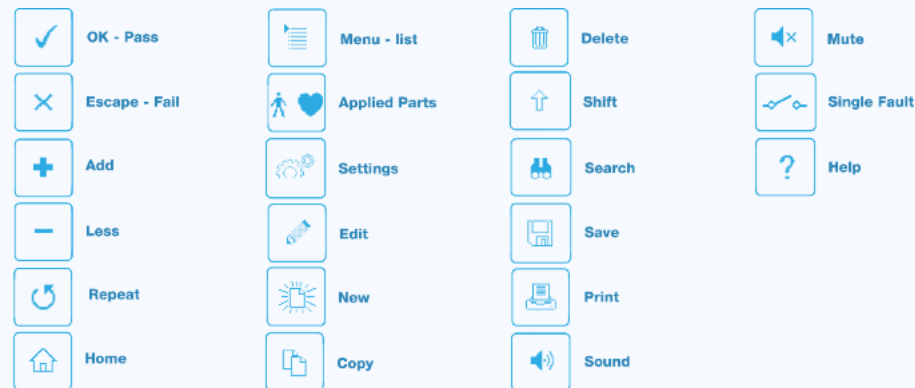 OK - Pass
Escape - Fail
Add
Less
Repeat
Home
Menu - list
Applied Parts
Settings
Edit
New
Copy
Delete
Shift
Search
Save
Print
Sound
Mute
Single Fault
?
Help